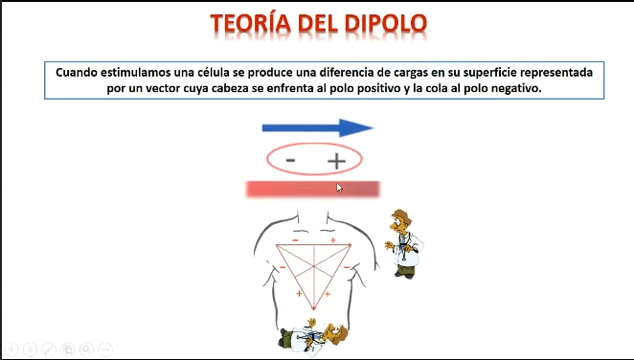 TEORÍA DEL DIPOLO
Cuando estimulamos una célula se produce una diferencia de cargas en su superficie representada
por un vector cuya cabeza se enfrenta al polo positivo y la cola al polo negativo.
- +
- +
- -
+ +